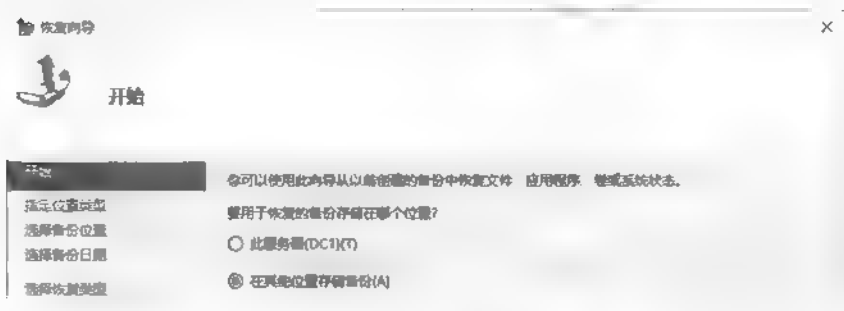 恢复向导
开始
开始
你可以使用此向导从以前创建的备份中恢复文件、应用程序、卷或系统状态。
要用于恢复的备份存储在哪个位置?
指定位置类型
选择备份位置
选择备份日期
选择恢复类型
此服务器(DC1)(T)
在其他位置存储备份(A)